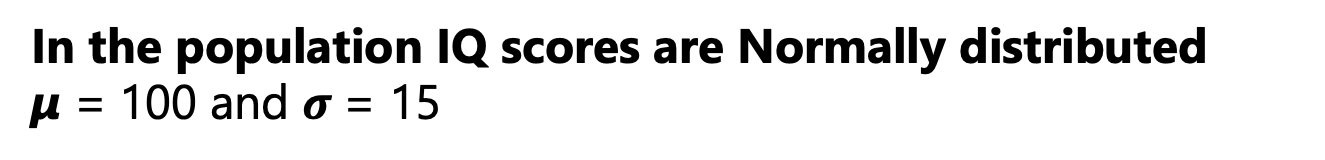 In the population IQ scores are Normally distributed
μ = 100 and σ = 15